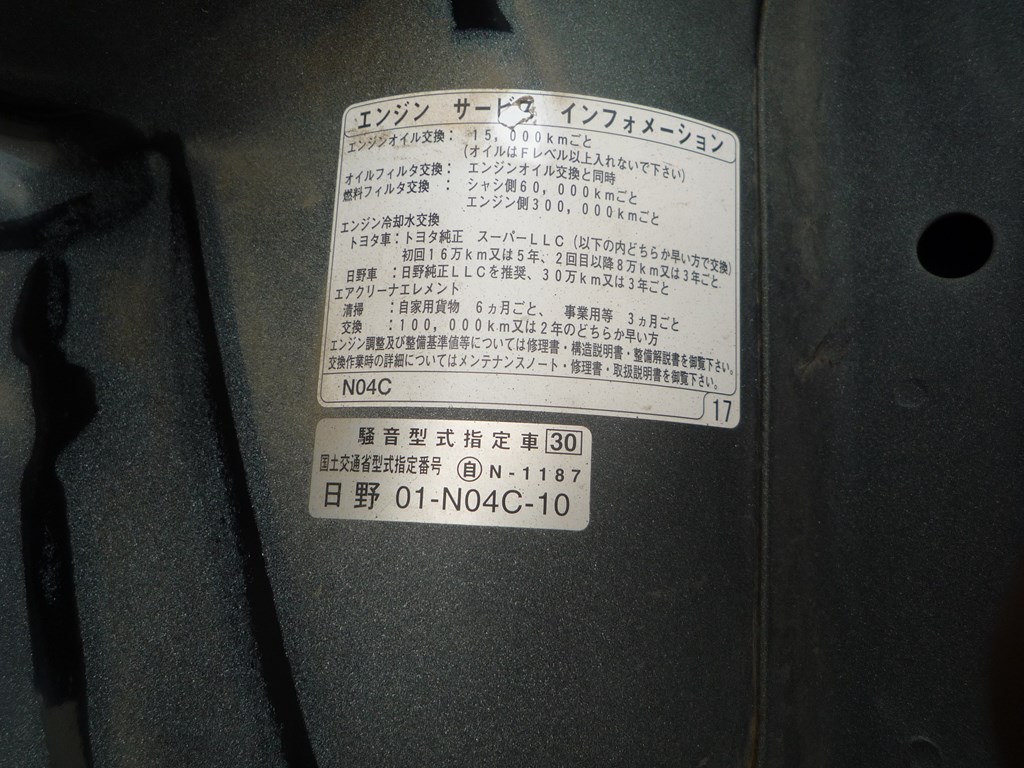 エンジン サービス インフォメーション
エンジンオイル交換： 15，000kmごと
(オイルはFレベル以上入れないで下さい)
オイルフィルタ交換： エンジンオイル交換と同時
燃料フィルタ交換 ： シャシ側60，000kmごと
エンジン側300，000kmごと
エンジン冷却水交換
トヨタ車：トヨタ純正 スーパーLLC (以下の内どちらか早い方で交換)
初回16万km又は5年、2回目以降8万km又は3年ごと
日野車 ：日野純正LLCを推奨、30万km又は3年ごと
エアクリーナエレメント
清掃 ：自家用貨物 6ヵ月ごと、 事業用等 3ヵ月ごと
交換 ：100，000km又は2年のどちらか早い方
エンジン調整及び整備基準値等については修理書・構造説明書・整備解説書を御覧下さい。
交換作業時の詳細についてはメンテナンスノート・修理書・取扱説明書を御覧下さい。
N04C
17
騒音型式指定車 30
国土交通省型式指定番号 自 N-1187
日野 01-N04C-10